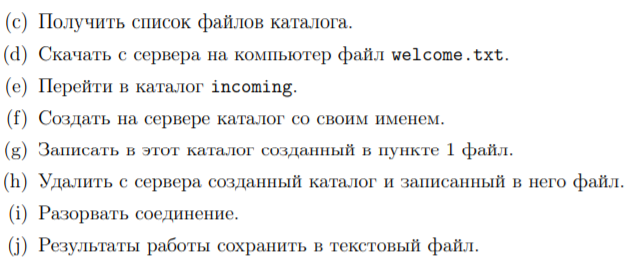 (c) Получить список файлов каталога.
(d) Скачать с сервера на компьютер файл welcome.txt.
(e) Перейти в каталог incoming.
(f) Создать на сервере каталог со своим именем.
(g) Записать в этот каталог созданный в пункте 1 файл.
(h) Удалить с сервера созданный каталог и записанный в него файл.
(i) Разорвать соединение.
(j) Результаты работы сохранить в текстовый файл.